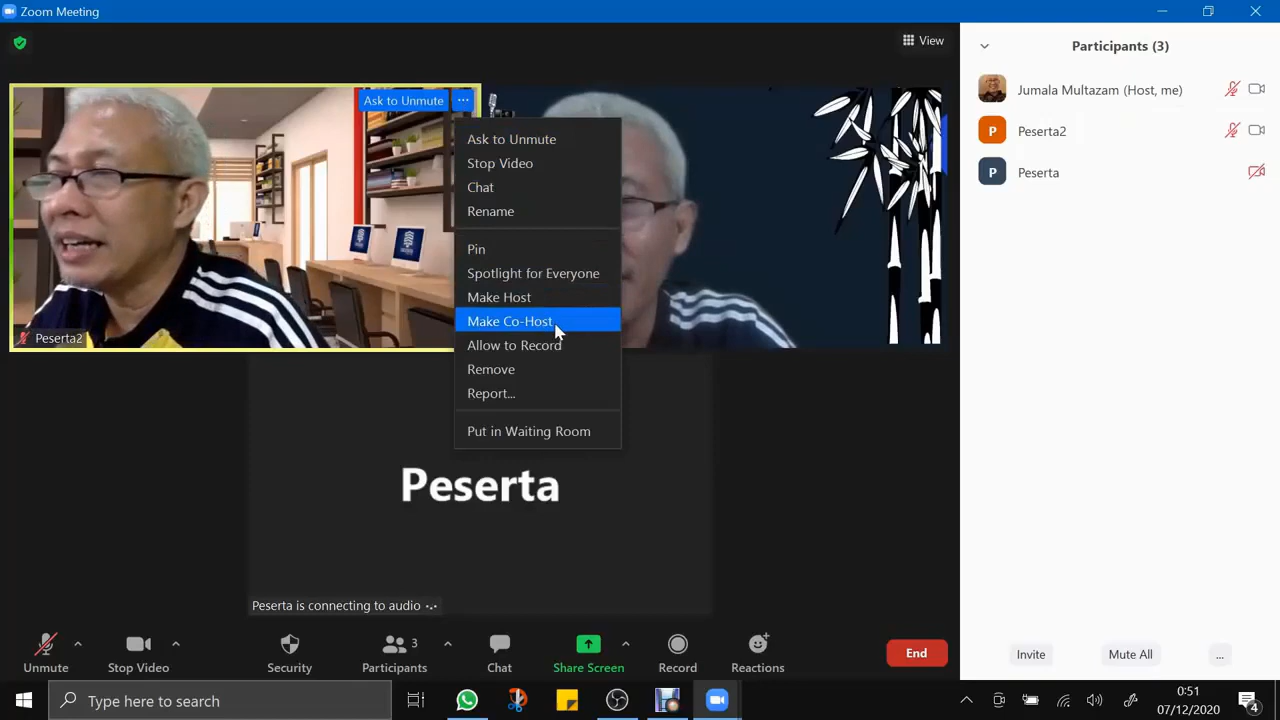 Zoom Meeting
View
Ask to Unmute
...
Peserta2
Ask to Unmute
Stop Video
Chat
Rename
Pin
Spotlight for Everyone
Make Host
Make Co-Host
Allow to Record
Remove
Report...
Put in Waiting Room
Peserta
Peserta is connecting to audio
Unmute
Stop Video
Security
Participants
3
Chat
Share Screen
Record
Reactions
End
Participants (3)
Jumala Multazam (Host, me)
P
Peserta2
P
Peserta
Invite
Mute All
...
Type here to search
0:51
07/12/2020
4